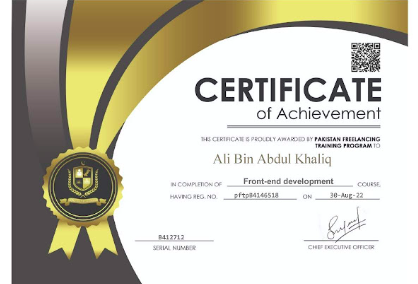 CERTIFICATE
of Achievement
THIS CERTIFICATE IS PROUDLY AWARDED BY PAKISTAN FREELANCING
TRAINING PROGRAM TO
Ali Bin Abdul Khaliq
IN COMPLETION OF Front-end development COURSE,
HAVING REG. NO. pftp84146518 ON 30-Aug-22
8412712
SERIAL NUMBER
CHIEF EXECUTIVE OFFICER